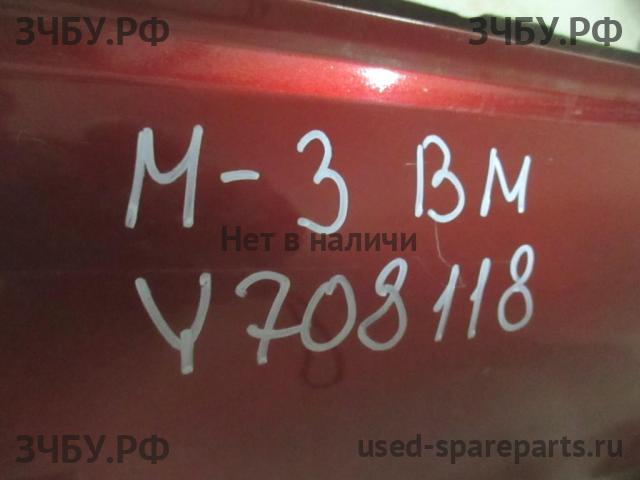 ЗЧБУ.РФ ЗЧБУ.РФ
М-3 ВМ
Нет в наличи
У708118
ЗЧБУ.РФ used-spareparts.ru